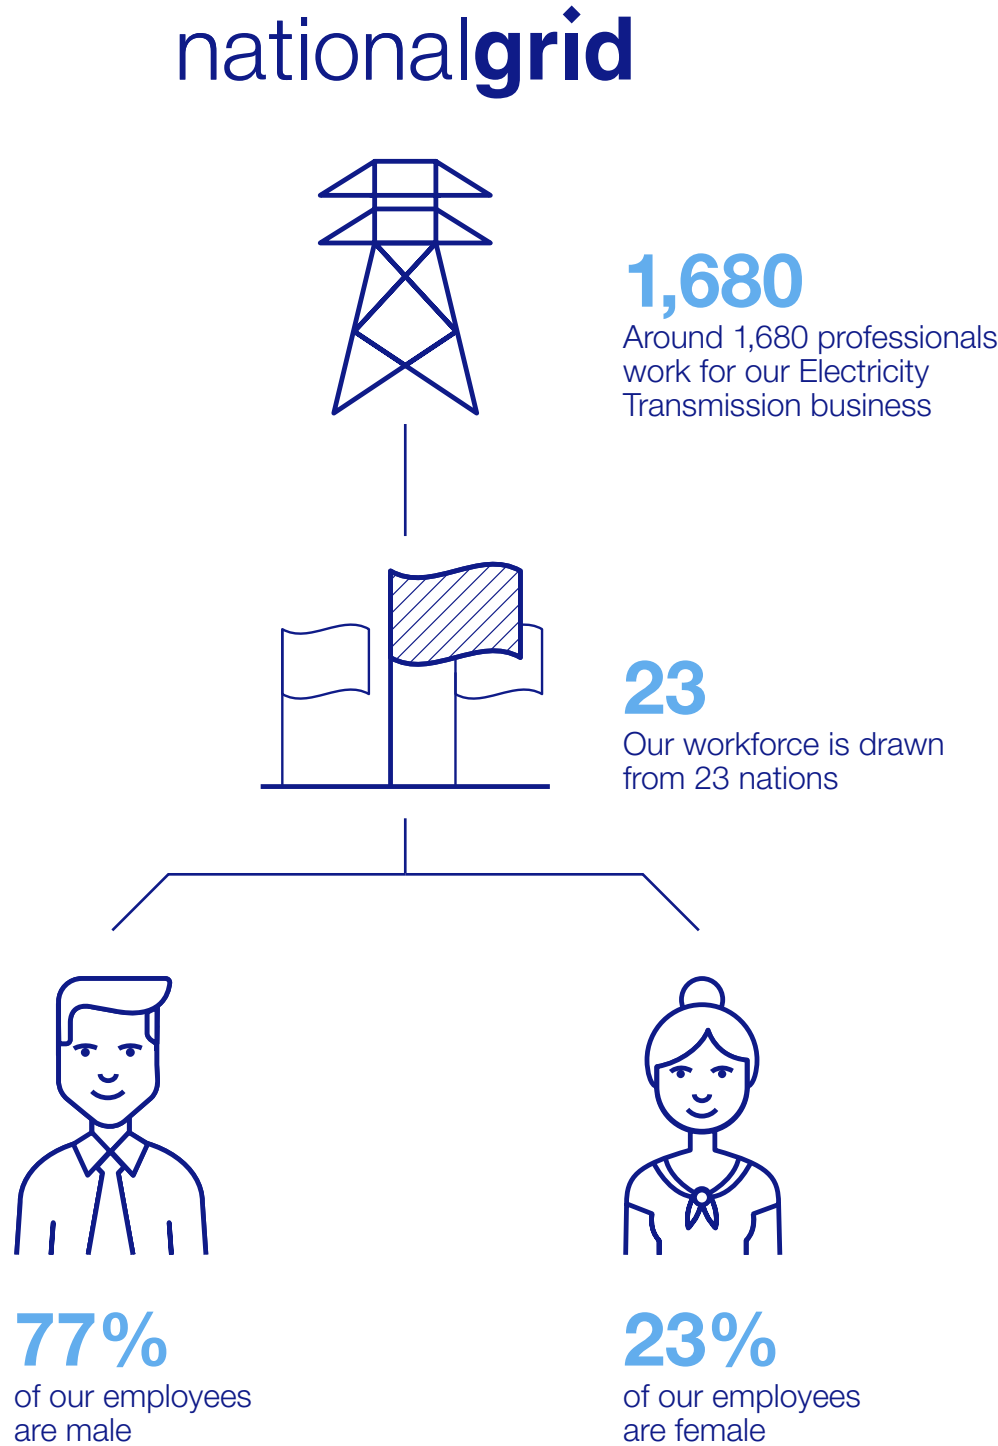 nationalgrid
1,680
Around 1,680 professionals
work for our Electricity
Transmission business
23
Our workforce is drawn
from 23 nations
77%
of our employees
are male
23%
of our employees
are female